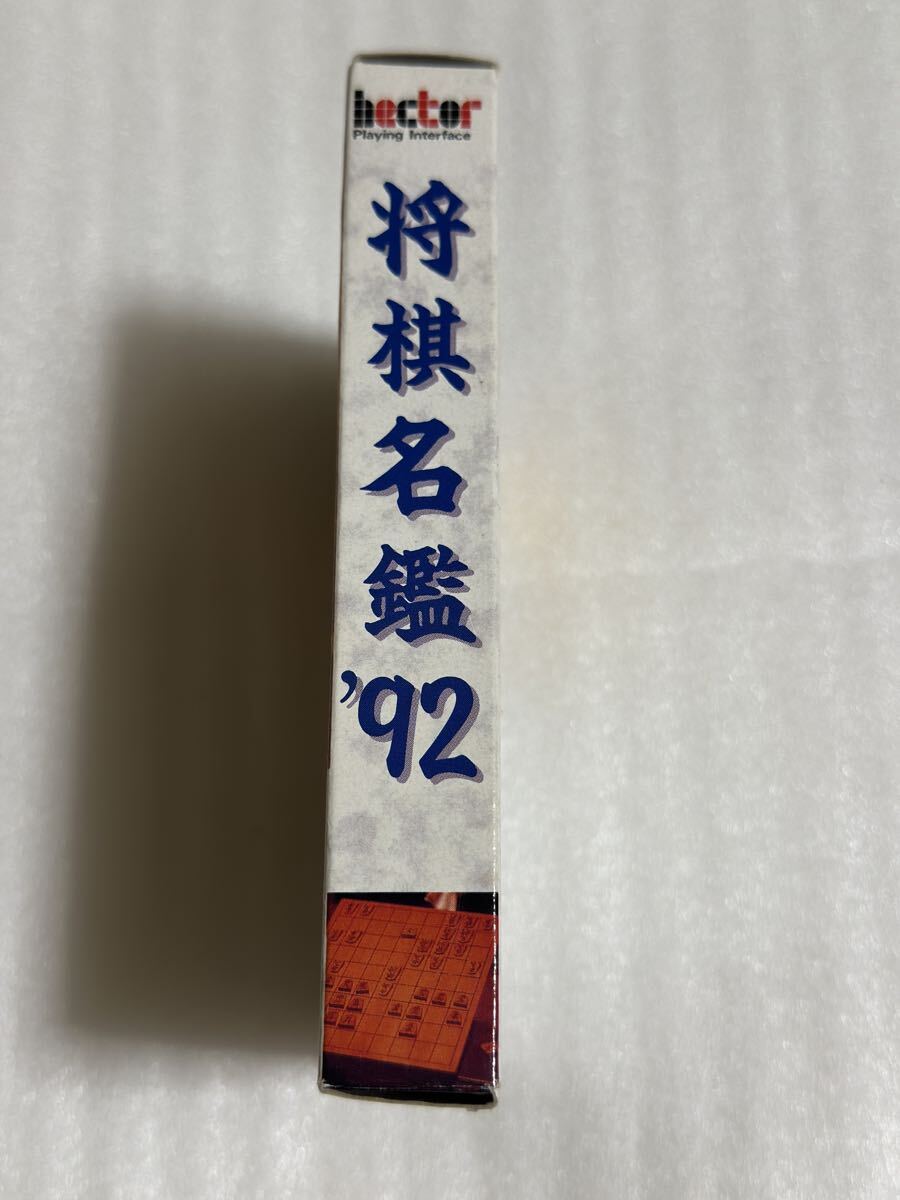 hector
Playing Interface
将棋名鑑'92